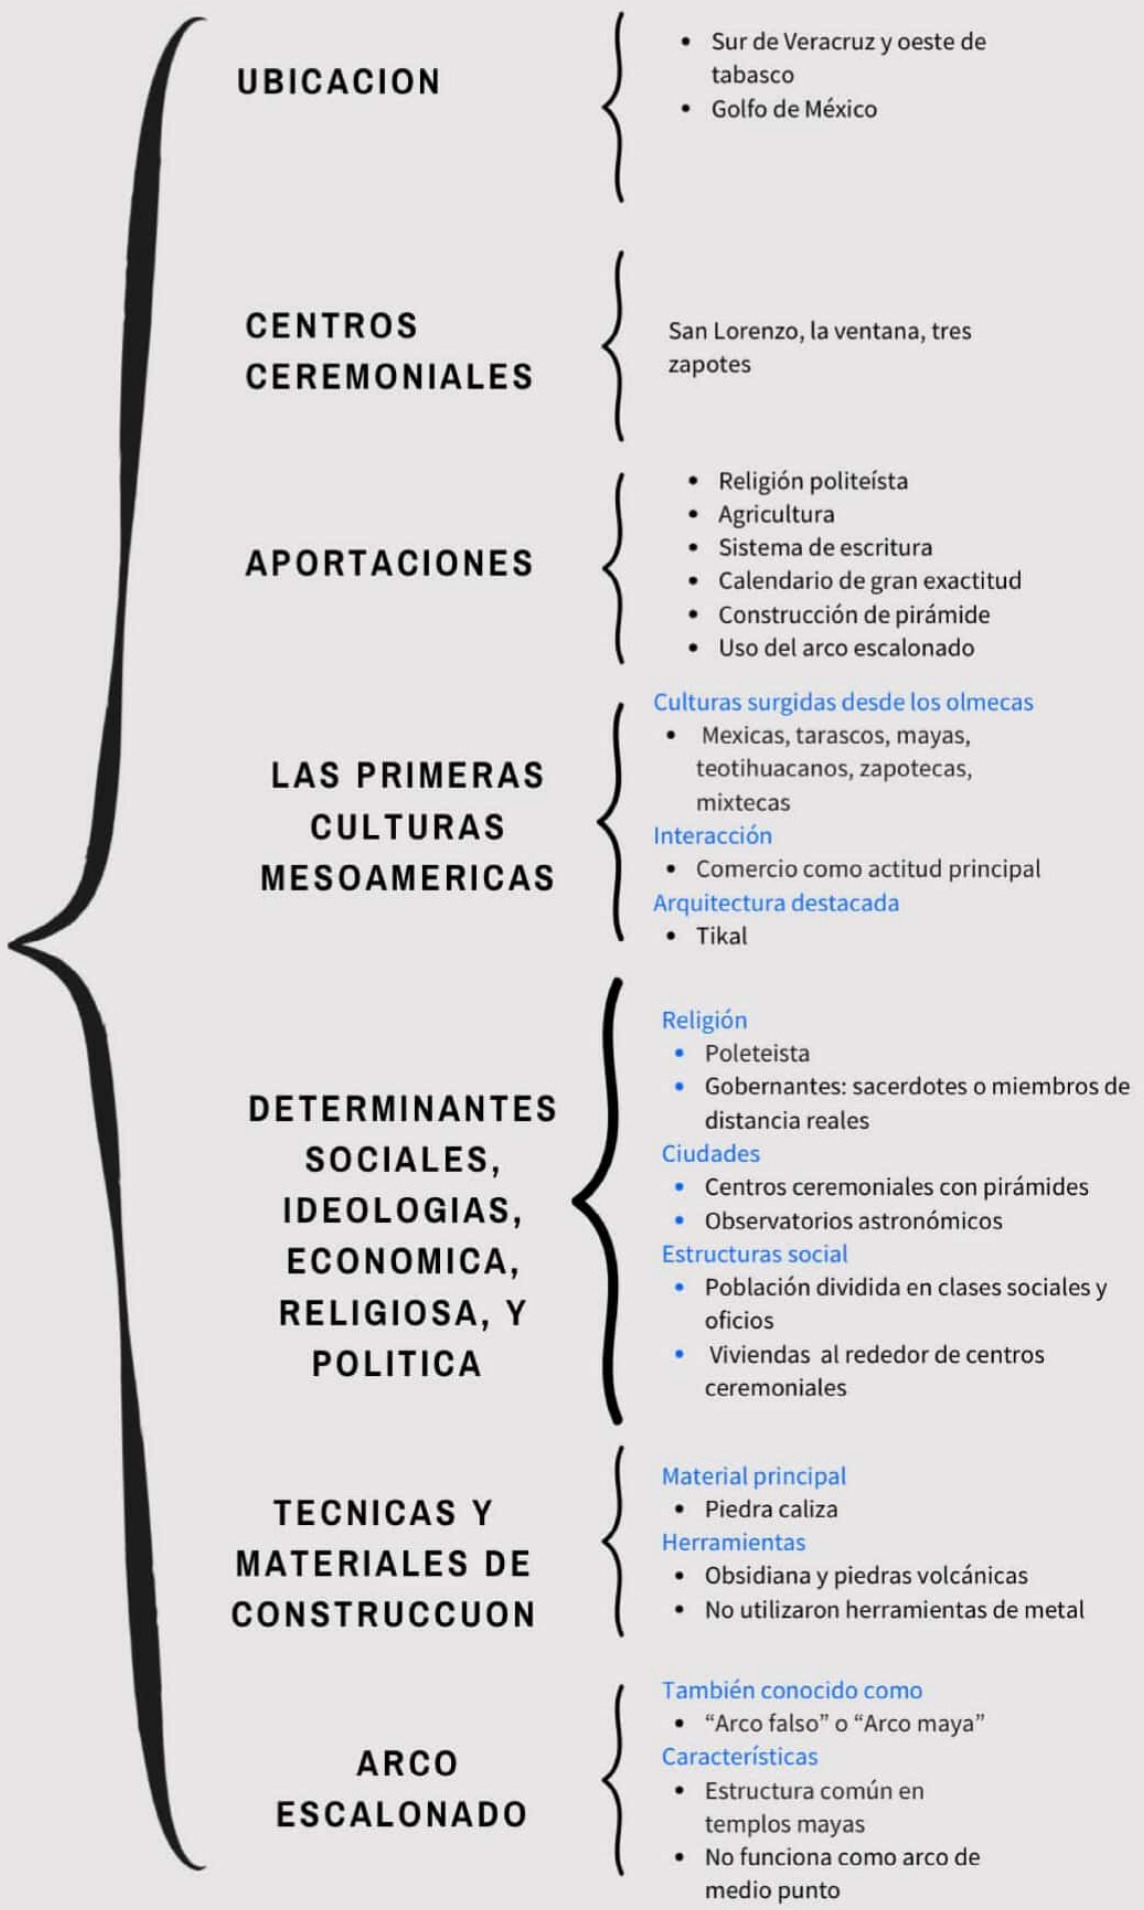 UBICACION
• Sur de Veracruz y oeste de
tabasco
• Golfo de México
CENTROS
CEREMONIALES
San Lorenzo, la ventana, tres
zapotes
APORTACIONES
• Religión politeísta
• Agricultura
• Sistema de escritura
• Calendario de gran exactitud
• Construcción de pirámide
• Uso del arco escalonado
LAS PRIMERAS
CULTURAS
MESOAMERICAS
Culturas surgidas desde los olmecas
• Mexicas, tarascos, mayas,
teotihuacanos, zapotecas,
mixtecas
Interacción
• Comercio como actitud principal
Arquitectura destacada
• Tikal
DETERMINANTES
SOCIALES,
IDEOLOGIAS,
ECONOMICA,
RELIGIOSA, Y
POLITICA
Religión
• Poleteista
• Gobernantes: sacerdotes o miembros de
distancia reales
Ciudades
• Centros ceremoniales con pirámides
• Observatorios astronómicos
Estructuras social
• Población dividida en clases sociales y
oficios
• Viviendas al rededor de centros
ceremoniales
TECNICAS Y
MATERIALES DE
CONSTRUCCUON
Material principal
• Piedra caliza
Herramientas
• Obsidiana y piedras volcánicas
• No utilizaron herramientas de metal
ARCO
ESCALONADO
También conocido como
• “Arco falso” o “Arco maya”
Características
• Estructura común en
templos mayas
• No funciona como arco de
medio punto